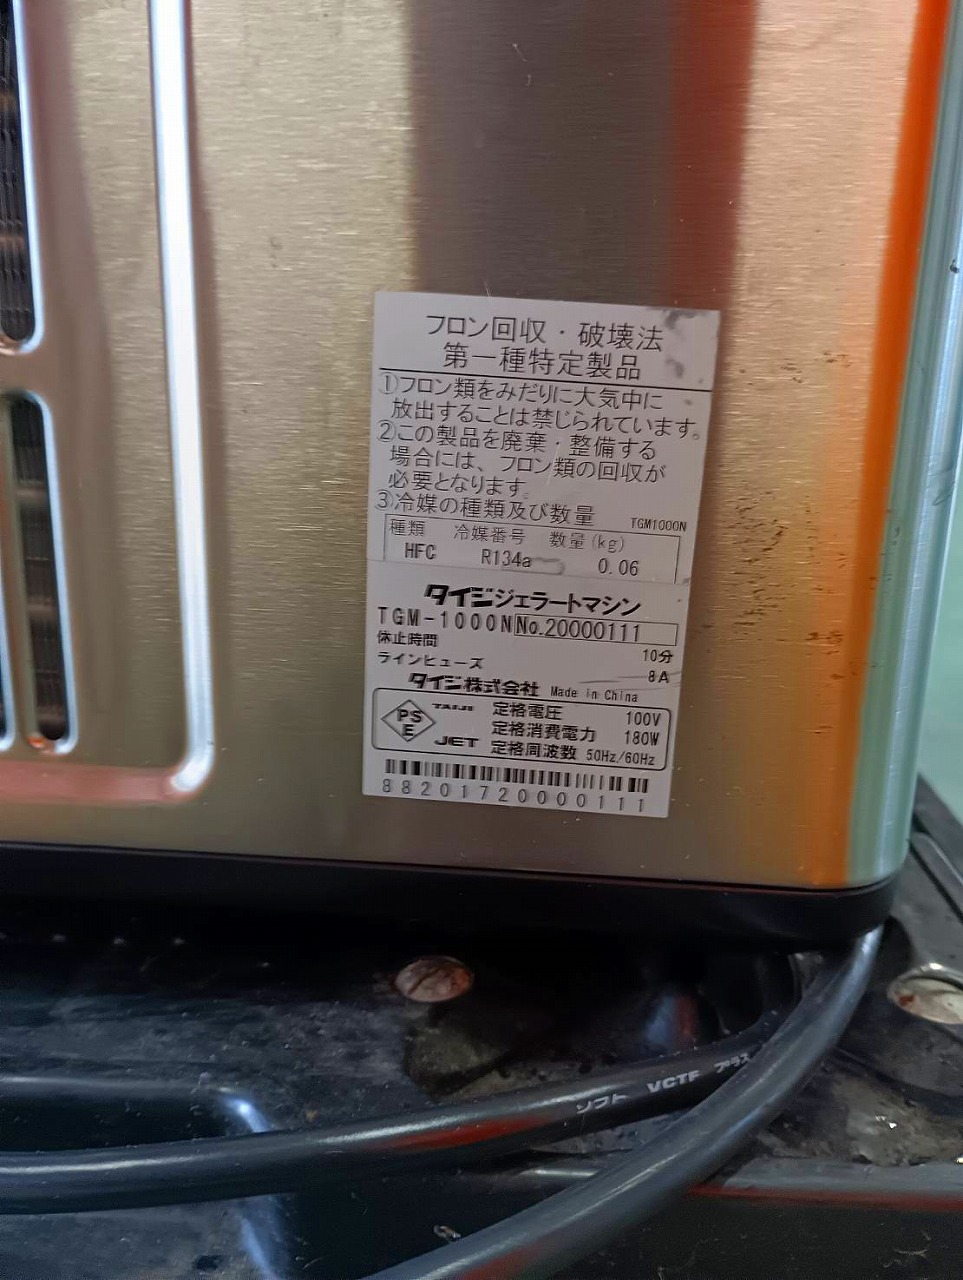 フロン回収・破壊法
第一種特定製品
①フロン類をみだりに大気中に
放出することは禁じられています。
②この製品を廃棄・整備する
場合には、フロン類の回収が
必要となります。
③冷媒の種類及び数量 TGM1000N
種類 冷媒番号 数量(kg)
HFC R134a 0.06
タイジジェラートマシン
TGM-1000N No.20000111
休止時間 10分
ラインヒューズ 8A
タイジ株式会社 Made in China
TAIJI 定格電圧 100V
PSE 定格消費電力 180W
JET 定格周波数 50Hz/60Hz
88201720000111
ソフト VCTF プラス